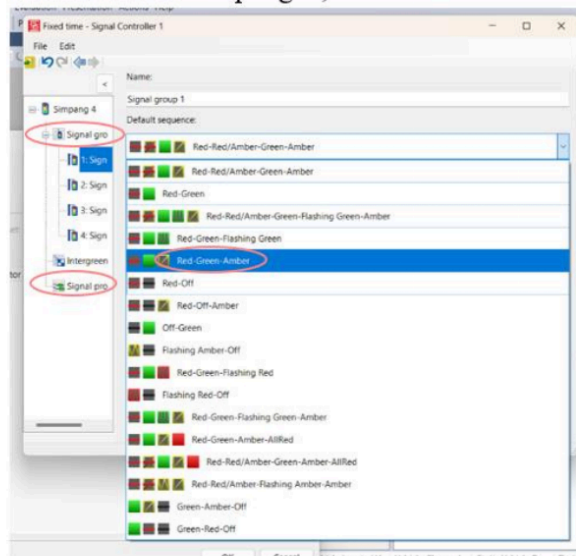 Fixed time - Signal Controller 1
File Edit
Name:
Signal group 1
Simpang 4
Default sequence:
Signal gro
Red-Red/Amber-Green-Amber
1: Sign
Red-Red/Amber-Green-Amber
Red-Green
2: Sign
Red-Red/Amber-Green-Flashing Green-Amber
3: Sign
Red-Green-Flashing Green
4: Sign
Intergreen
Red-Green-Amber
Signal pro
Red-Off
Red-Off-Amber
Off-Green
Flashing Amber-Off
Red-Green-Flashing Red
Flashing Red-Off
Red-Green-Flashing Green-Amber
Red-Green-Amber-AllRed
Red-Red/Amber-Green-Amber-AllRed
Red-Red/Amber-Flashing Amber-Amber
Green-Amber-Off
Green-Red-Off